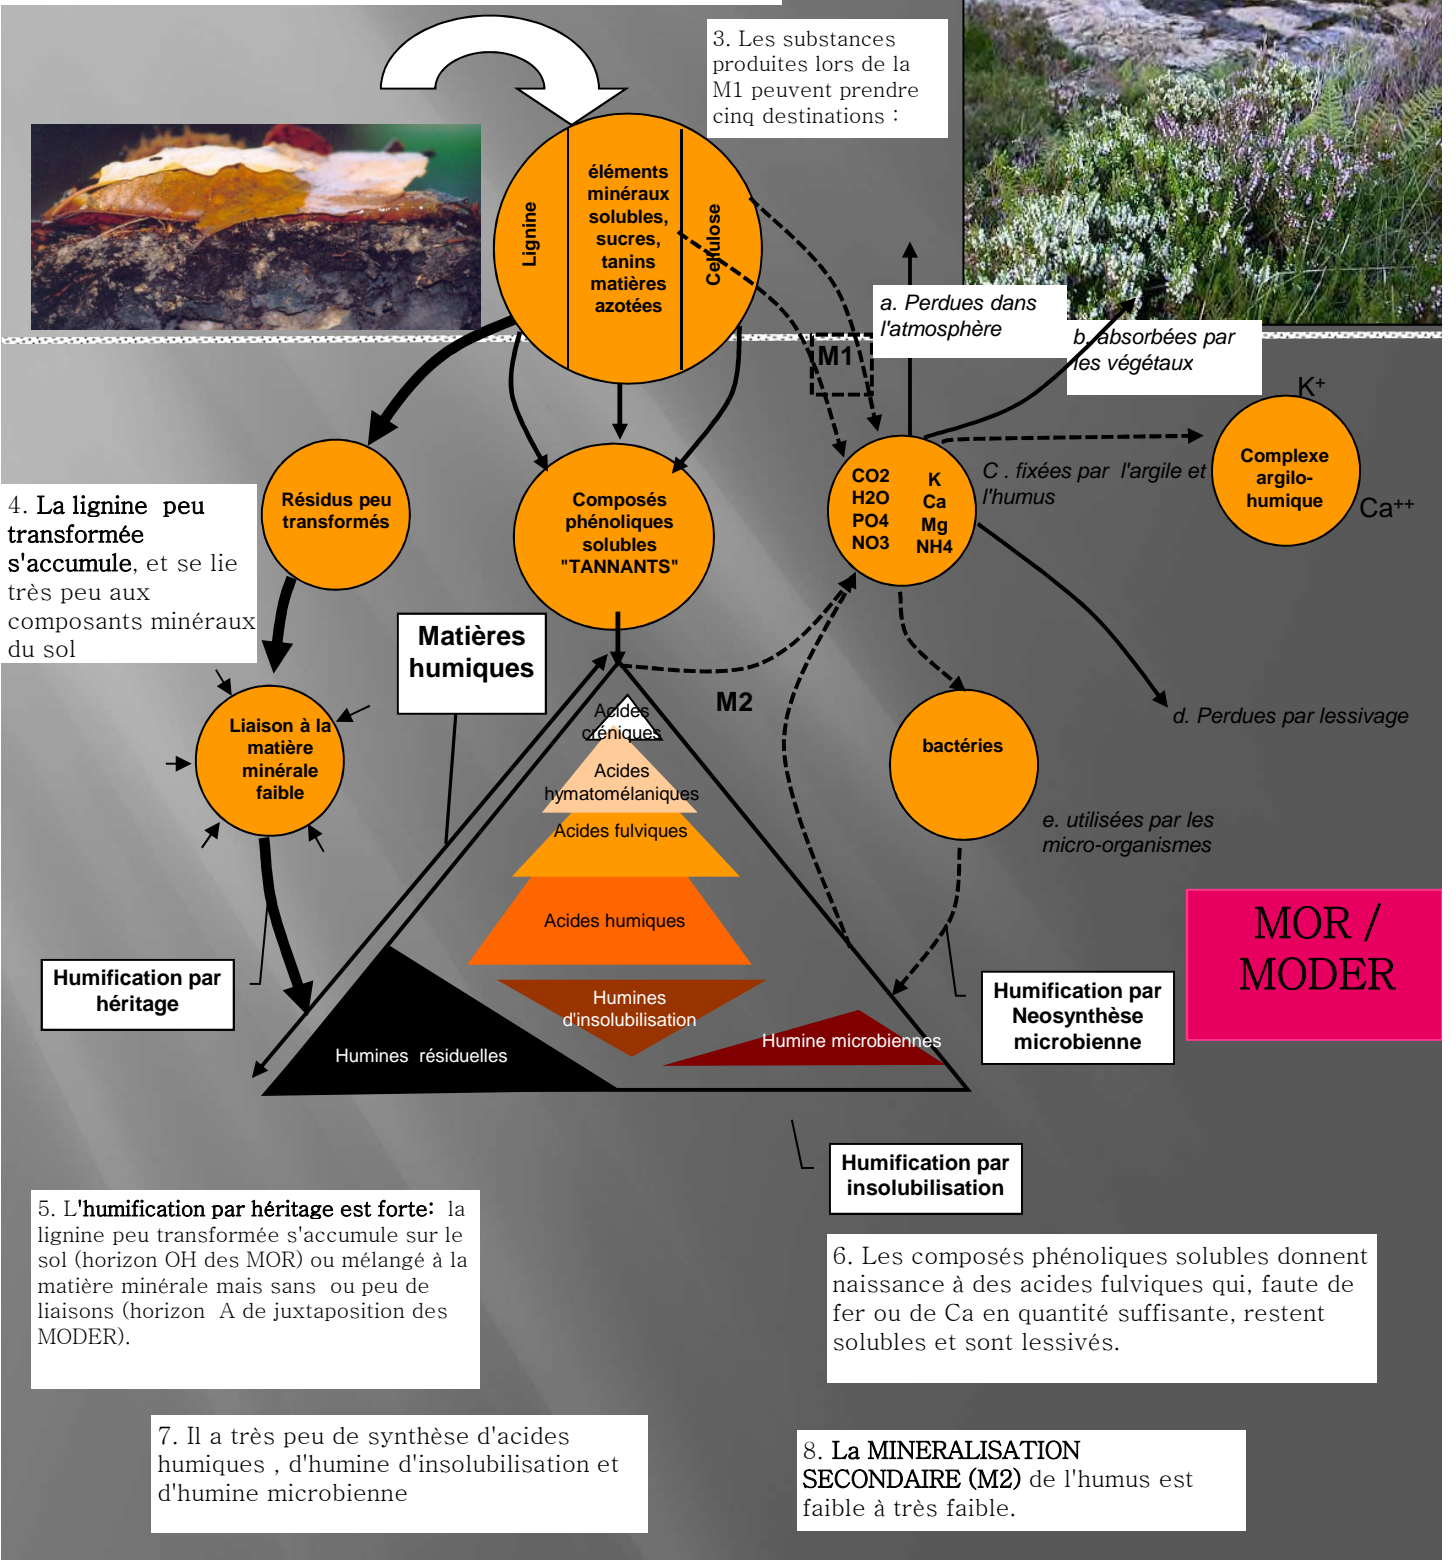 3. Les substances
produites lors de la
M1 peuvent prendre
cinq destinations :
Lignine
éléments
minéraux
solubles,
sucres,
tanins
matières
azotées
Cellulose
a. Perdues dans
l'atmosphère
b. absorbées par
les végétaux
M1
K+
Complexe
argilo-
humique
Ca++
C . fixées par l'argile et
l'humus
CO2
H2O
PO4
NO3
K
Ca
Mg
NH4
Résidus peu
transformés
Composés
phénoliques
solubles
"TANNANTS"
4. La lignine peu
transformée
s'accumule, et se lie
très peu aux
composants minéraux
du sol
Matières
humiques
M2
d. Perdues par lessivage
Liaison à la
matière
minérale
faible
bactéries
e. utilisées par les
micro-organismes
Acides
créniques
Acides
hymatomélaniques
Acides fulviques
Acides humiques
Humines
d'insolubilisation
Humines résiduelles
Humine microbiennes
Humification par
héritage
Humification par
Neosynthèse
microbienne
MOR /
MODER
Humification par
insolubilisation
5. L'humification par héritage est forte: la
lignine peu transformée s'accumule sur le
sol (horizon OH des MOR) ou mélangé à la
matière minérale mais sans ou peu de
liaisons (horizon A de juxtaposition des
MODER).
6. Les composés phénoliques solubles donnent
naissance à des acides fulviques qui, faute de
fer ou de Ca en quantité suffisante, restent
solubles et sont lessivés.
7. Il a très peu de synthèse d'acides
humiques , d'humine d'insolubilisation et
d'humine microbienne
8. La MINERALISATION
SECONDAIRE (M2) de l'humus est
faible à très faible.